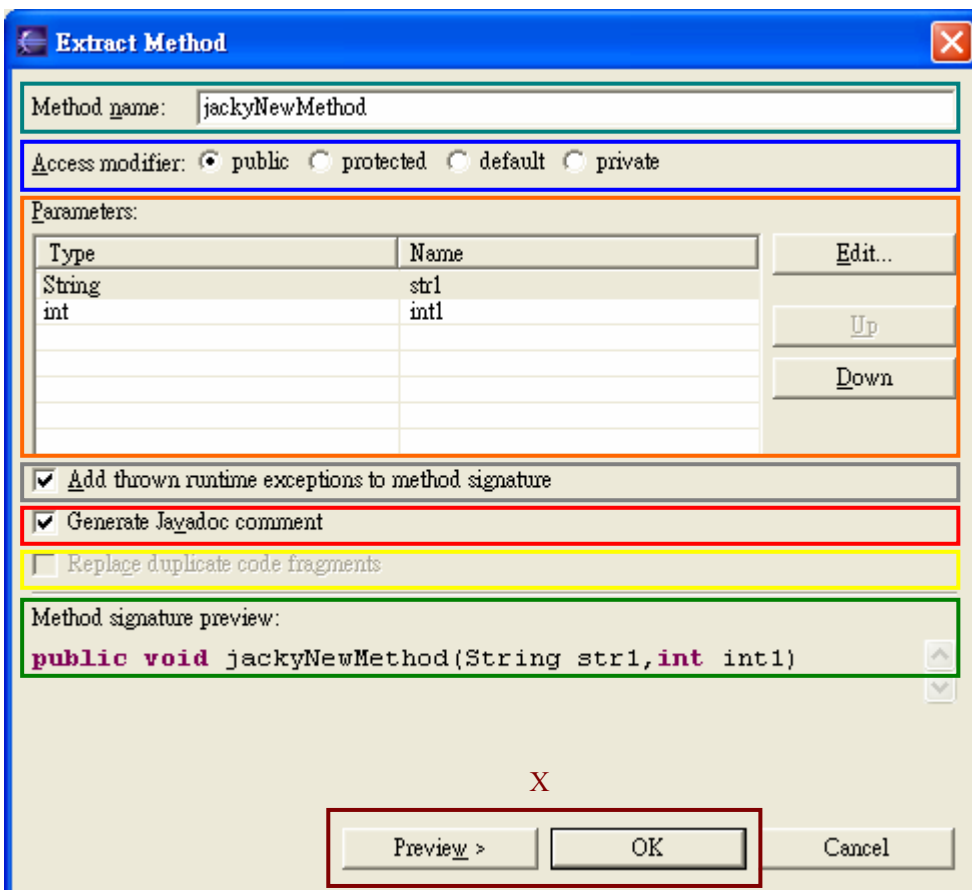 Extract Method
Method name: jackyNewMethod
Access modifier: public protected default private
Parameters:
Type Name Edit...
String str1
int int1
Up
Down
Add thrown runtime exceptions to method signature
Generate Javadoc comment
Replace duplicate code fragments
Method signature preview:
public void jackyNewMethod(String str1,int int1)
X
Preview > OK Cancel